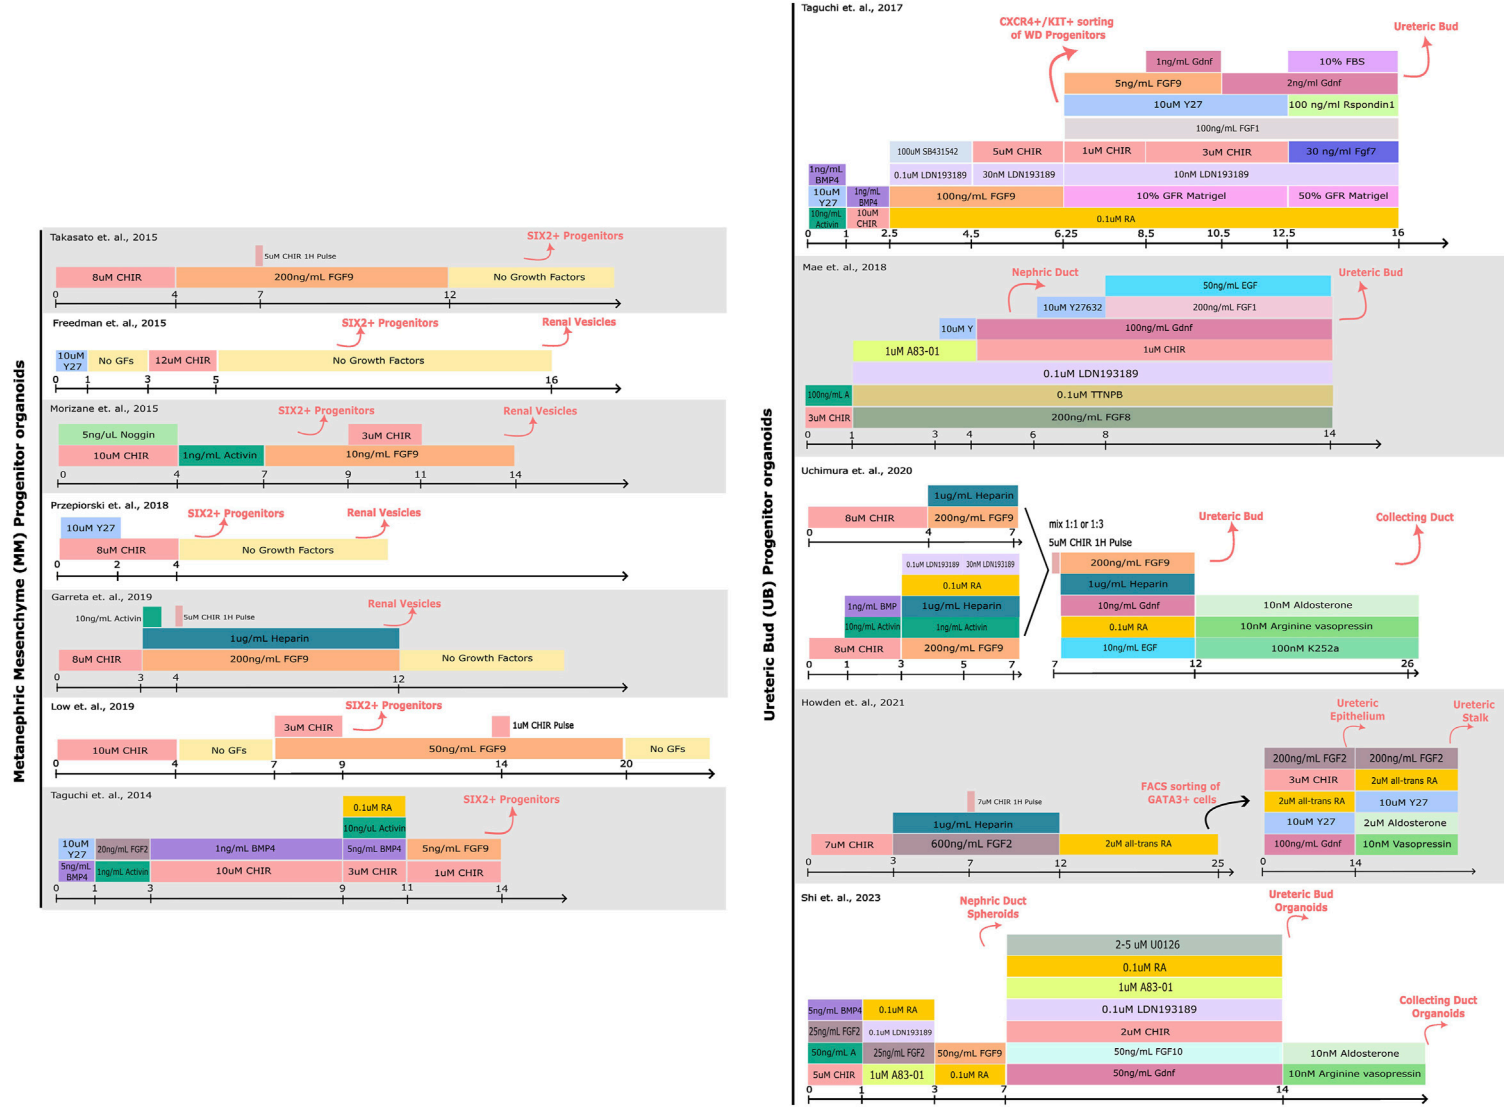 Metanephric Mesenchyme (MM) Progenitor organoids
Takasato et. al., 2015
SIX2+ Progenitors
5uM CHIR 1H Pulse
8uM CHIR
200ng/mL FGF9
No Growth Factors
0 4 7 12
Freedman et. al., 2015
SIX2+ Progenitors
Renal Vesicles
10uM
Y27
No GFs
12uM CHIR
No Growth Factors
0 1 3 5 16
Morizane et. al., 2015
SIX2+ Progenitors
Renal Vesicles
5ng/uL Noggin
3uM CHIR
10uM CHIR
1ng/mL Activin
10ng/mL FGF9
0 4 7 9 11 14
Przepiorski et. al., 2018
SIX2+ Progenitors
Renal Vesicles
10uM Y27
8uM CHIR
No Growth Factors
0 2 4
Garreta et. al., 2019
Renal Vesicles
10ng/mL Activin
5uM CHIR 1H Pulse
1ug/mL Heparin
8uM CHIR
200ng/mL FGF9
No Growth Factors
0 3 4 12
Low et. al., 2019
SIX2+ Progenitors
3uM CHIR
1uM CHIR Pulse
10uM CHIR
No GFs
50ng/mL FGF9
No GFs
0 4 7 9 14 20
Taguchi et. al., 2014
SIX2+ Progenitors
0.1uM RA
10ng/uL Activin
10uM
Y27
20ng/mL FGF2
1ng/mL BMP4
5ng/mL BMP4
5ng/mL FGF9
5ng/mL
BMP4
1ng/mL Activin
10uM CHIR
3uM CHIR
1uM CHIR
0 1 3 9 11 14
Ureteric Bud (UB) Progenitor organoids
Taguchi et. al., 2017
CXCR4+/KIT+ sorting
of WD Progenitors
Ureteric Bud
1ng/mL Gdnf
10% FBS
5ng/mL FGF9
2ng/ml Gdnf
10uM Y27
100 ng/ml Rspondin1
100ng/mL FGF1
100uM SB431542
5uM CHIR
1uM CHIR
3uM CHIR
30 ng/ml Fgf7
1ng/mL
BMP4
0.1uM LDN193189
30nM LDN193189
10nM LDN193189
10uM
Y27
1ng/mL
BMP4
100ng/mL FGF9
10% GFR Matrigel
50% GFR Matrigel
10ng/mL
Activin
10uM
CHIR
0.1uM RA
0 1 2.5 4.5 6.25 8.5 10.5 12.5 16
Mae et. al., 2018
Nephric Duct
Ureteric Bud
50ng/mL EGF
10uM Y27632
200ng/mL FGF1
10uM Y
100ng/mL Gdnf
1uM A83-01
1uM CHIR
0.1uM LDN193189
100ng/mL A
0.1uM TTNPB
3uM CHIR
200ng/mL FGF8
0 1 3 4 6 8 14
Uchimura et. al., 2020
1ug/mL Heparin
8uM CHIR
200ng/mL FGF9
0 4 7
mix 1:1 or 1:3
5uM CHIR 1H Pulse
Ureteric Bud
Collecting Duct
0.1uM LDN193189 30nM LDN193189
0.1uM RA
1ng/mL BMP
1ug/mL Heparin
10ng/mL Activin
1ng/mL Activin
8uM CHIR
200ng/mL FGF9
0 1 3 5 7
200ng/mL FGF9
1ug/mL Heparin
10ng/mL Gdnf
10nM Aldosterone
0.1uM RA
10nM Arginine vasopressin
10ng/mL EGF
100nM K252a
7 12 26
Howden et. al., 2021
Ureteric
Epithelium
Ureteric
Stalk
FACS sorting of
GATA3+ cells
7uM CHIR 1H Pulse
1ug/mL Heparin
7uM CHIR
600ng/mL FGF2
2uM all-trans RA
0 3 7 12 25
200ng/mL FGF2
200ng/mL FGF2
3uM CHIR
2uM all-trans RA
2uM all-trans RA
10uM Y27
10uM Y27
2uM Aldosterone
100ng/mL Gdnf
10nM Vasopressin
0 14
Shi et. al., 2023
Nephric Duct
Spheroids
Ureteric Bud
Organoids
Collecting Duct
Organoids
2-5 uM U0126
0.1uM RA
1uM A83-01
5ng/mL BMP4
0.1uM RA
0.1uM LDN193189
25ng/mL FGF2
0.1uM LDN193189
2uM CHIR
50ng/mL A
25ng/mL FGF2
50ng/mL FGF9
50ng/mL FGF10
10nM Aldosterone
5uM CHIR
1uM A83-01
0.1uM RA
50ng/mL Gdnf
10nM Arginine vasopressin
0 1 3 7 14